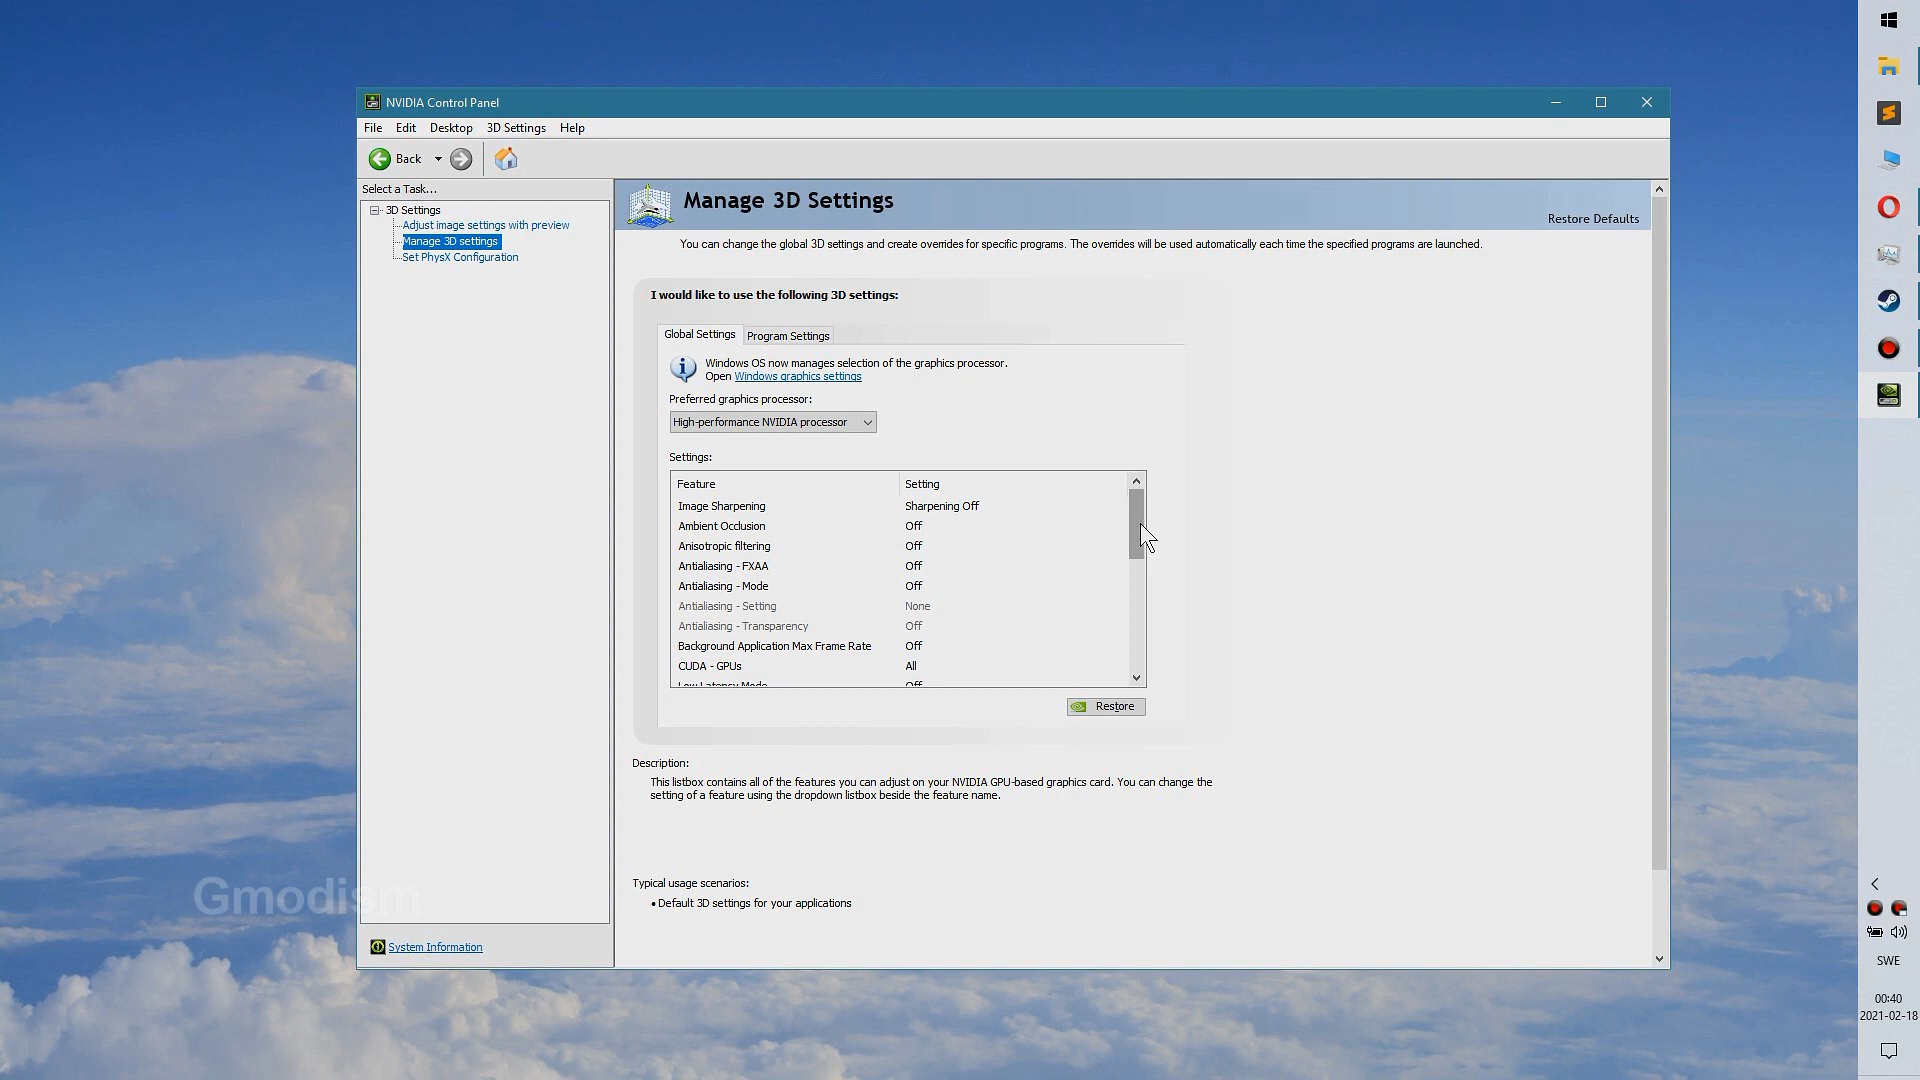 NVIDIA Control Panel
File Edit Desktop 3D Settings Help
Back
Select a Task...
3D Settings
Adjust image settings with preview
Manage 3D settings
Set PhysX Configuration
System Information
Manage 3D Settings
Restore Defaults
You can change the global 3D settings and create overrides for specific programs. The overrides will be used automatically each time the specified programs are launched.
I would like to use the following 3D settings:
Global Settings Program Settings
Windows OS now manages selection of the graphics processor.
Open Windows graphics settings
Preferred graphics processor:
High-performance NVIDIA processor
Settings:
Feature Setting
Image Sharpening Sharpening Off
Ambient Occlusion Off
Anisotropic filtering Off
Antialiasing - FXAA Off
Antialiasing - Mode Off
Antialiasing - Setting None
Antialiasing - Transparency Off
Background Application Max Frame Rate Off
CUDA - GPUs All
Low Latency Mode Off
Restore
Description:
This listbox contains all of the features you can adjust on your NVIDIA GPU-based graphics card. You can change the
setting of a feature using the dropdown listbox beside the feature name.
Typical usage scenarios:
• Default 3D settings for your applications
Gmodism
SWE
00:40
2021-02-18